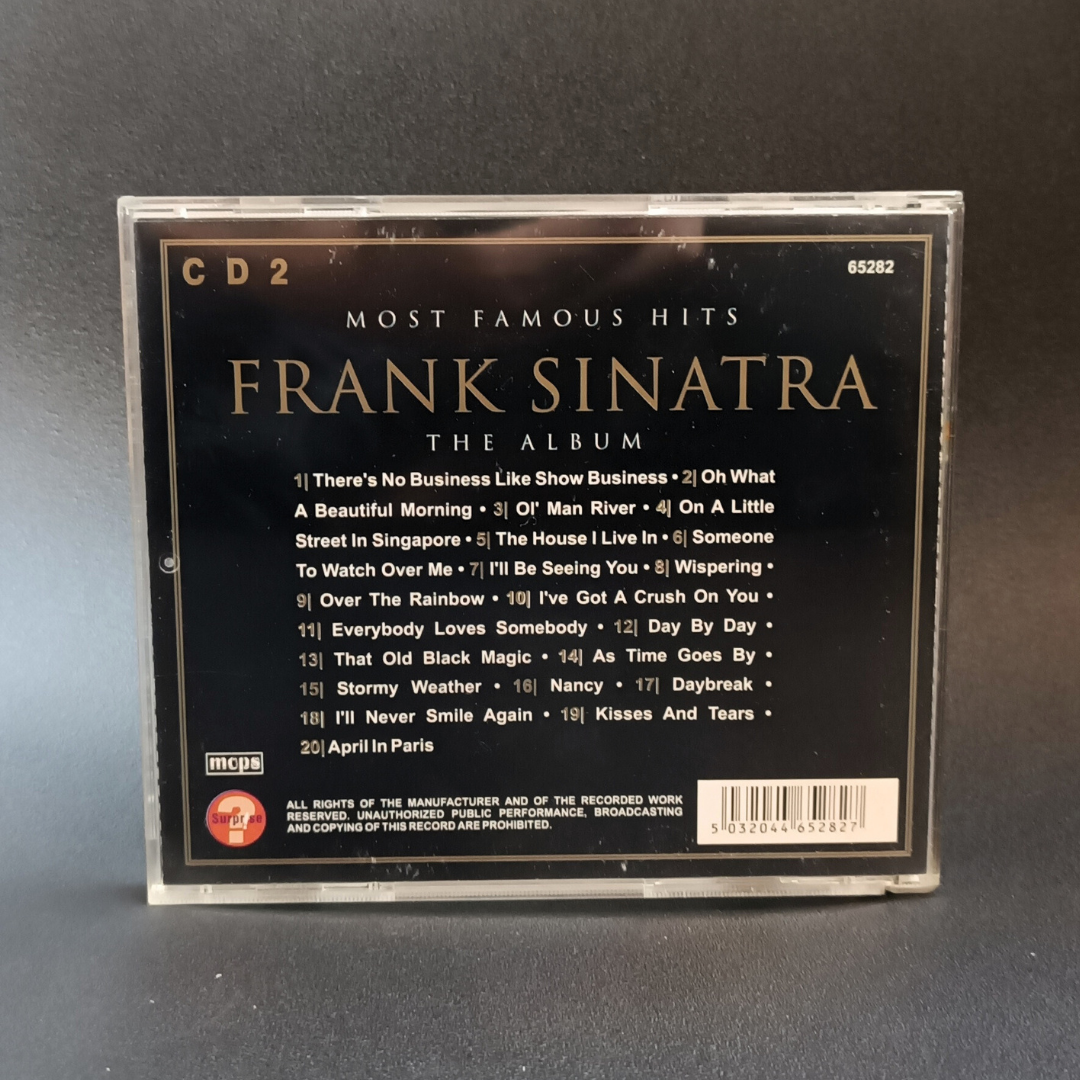 CD2
65282
MOST FAMOUS HITS
FRANK SINATRA
THE ALBUM
1| There's No Business Like Show Business • 2| Oh What
A Beautiful Morning • 3| Ol' Man River • 4| On A Little
Street In Singapore • 5| The House I Live In • 6| Someone
To Watch Over Me • 7| I'll Be Seeing You • 8| Wispering •
9| Over The Rainbow • 10| I've Got A Crush On You •
11| Everybody Loves Somebody • 12| Day By Day •
13| That Old Black Magic • 14| As Time Goes By •
15| Stormy Weather • 16| Nancy • 17| Daybreak •
18| I'll Never Smile Again • 19| Kisses And Tears •
20| April In Paris
mcps
?
Surprise
ALL RIGHTS OF THE MANUFACTURER AND OF THE RECORDED WORK
RESERVED. UNAUTHORIZED PUBLIC PERFORMANCE, BROADCASTING
AND COPYING OF THIS RECORD ARE PROHIBITED.
5 032044 652827